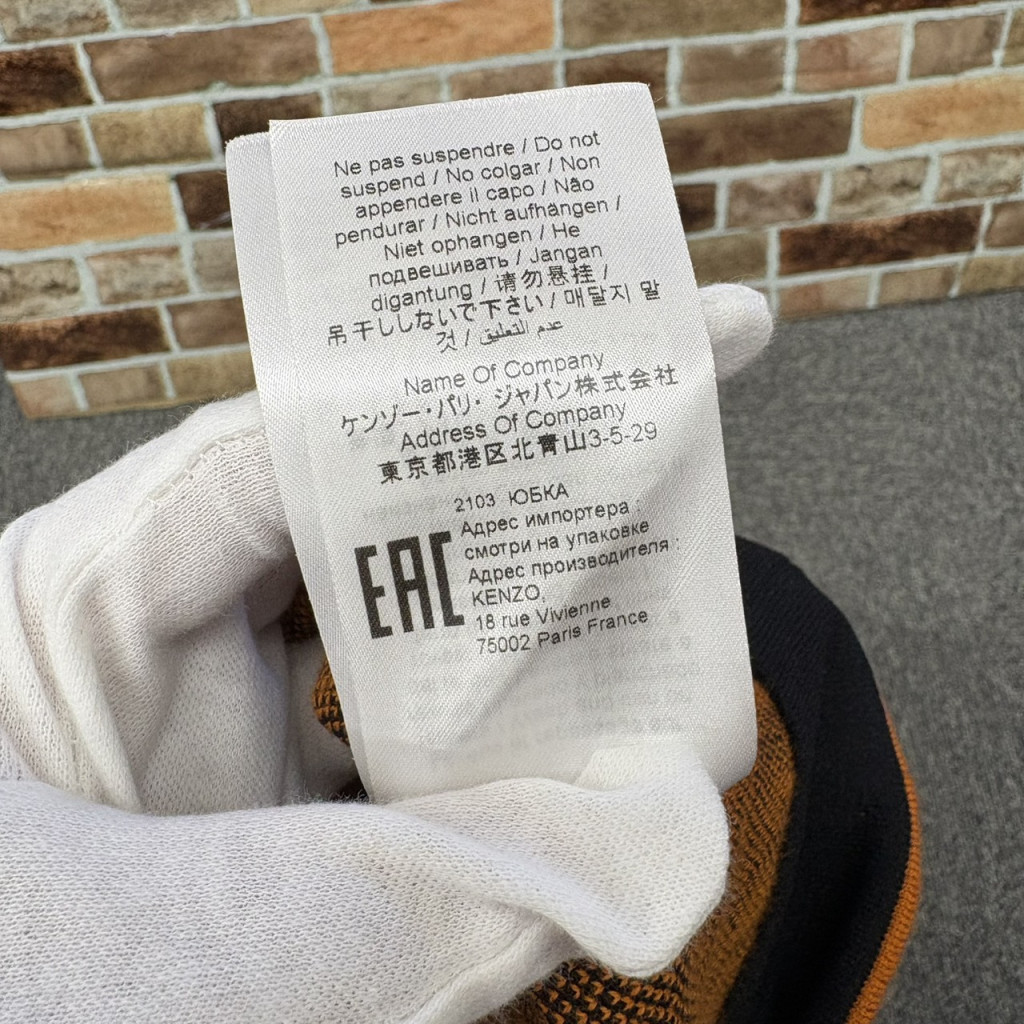 Ne pas suspendre / Do not
suspend / No colgar / Non
appendere il capo / Não
pendurar / Nicht aufhängen /
Niet ophangen / Не
подвешивать / Jangan
digantung / 请勿悬挂 /
吊干ししないで下さい / 매달지 말
것 / عدم التعليق
Name Of Company
ケンゾー・パリ・ジャパン株式会社
Address Of Company
東京都港区北青山3-5-29
2103 ЮБКА
Адрес импортера :
смотри на упаковке
Адрес производителя :
KENZO,
18 rue Vivienne
75002 Paris France
EAC